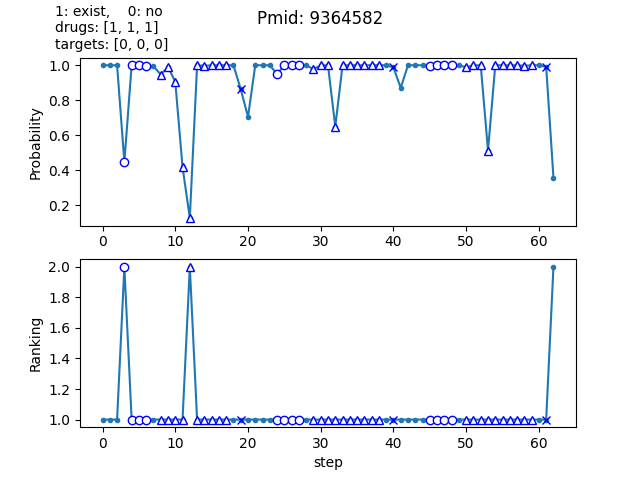 1: exist,    0: no
drugs: [1, 1, 1]
targets: [0, 0, 0]
Pmid: 9364582
1.0
0.8
0.6
0.4
0.2
Probability
0 10 20 30 40 50 60
2.0
1.8
1.6
1.4
1.2
1.0
Ranking
0 10 20 30 40 50 60
step